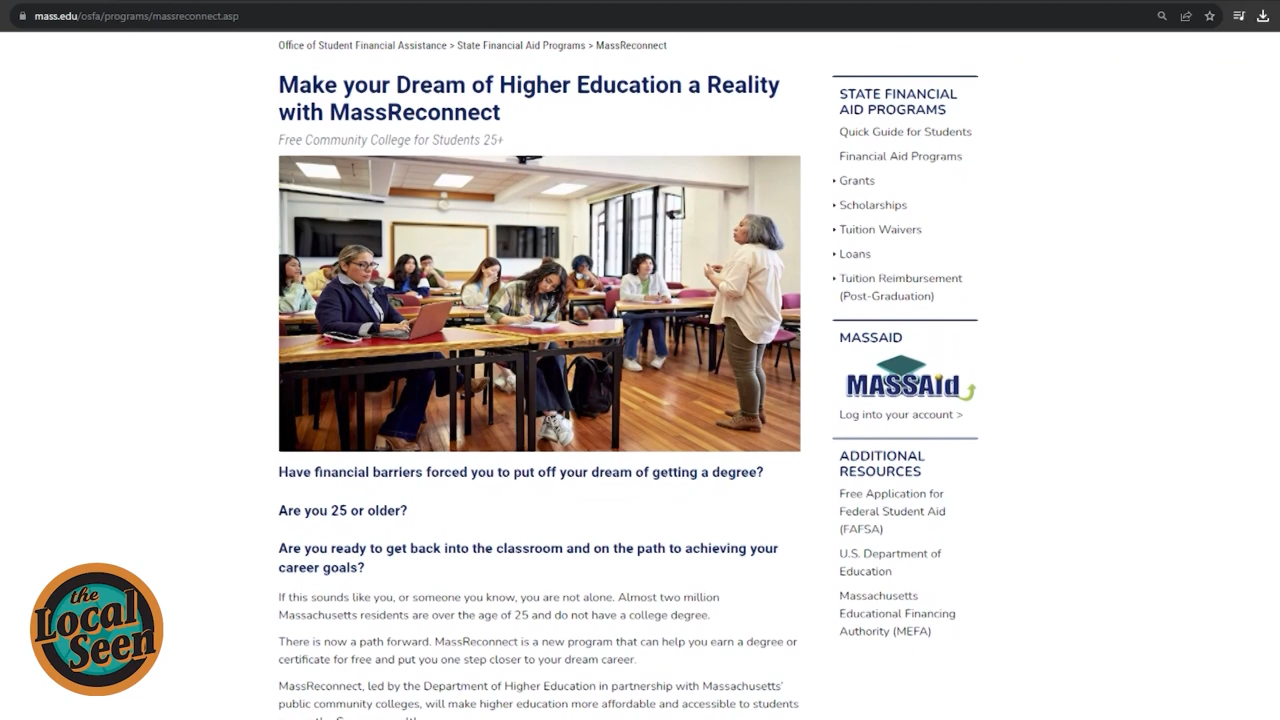 mass.edu/osfa/programs/massreconnect.asp
Office of Student Financial Assistance > State Financial Aid Programs > MassReconnect
Make your Dream of Higher Education a Reality
with MassReconnect
Free Community College for Students 25+
Have financial barriers forced you to put off your dream of getting a degree?
Are you 25 or older?
Are you ready to get back into the classroom and on the path to achieving your
career goals?
If this sounds like you, or someone you know, you are not alone. Almost two million
Massachusetts residents are over the age of 25 and do not have a college degree.
There is now a path forward. MassReconnect is a new program that can help you earn a degree or
certificate for free and put you one step closer to your dream career.
MassReconnect, led by the Department of Higher Education in partnership with Massachusetts'
public community colleges, will make higher education more affordable and accessible to students
STATE FINANCIAL
AID PROGRAMS
Quick Guide for Students
Financial Aid Programs
Grants
Scholarships
Tuition Waivers
Loans
Tuition Reimbursement
(Post-Graduation)
MASSAID
MASSAid
Log into your account >
ADDITIONAL
RESOURCES
Free Application for
Federal Student Aid
(FAFSA)
U.S. Department of
Education
Massachusetts
Educational Financing
Authority (MEFA)
the
Local
Seen